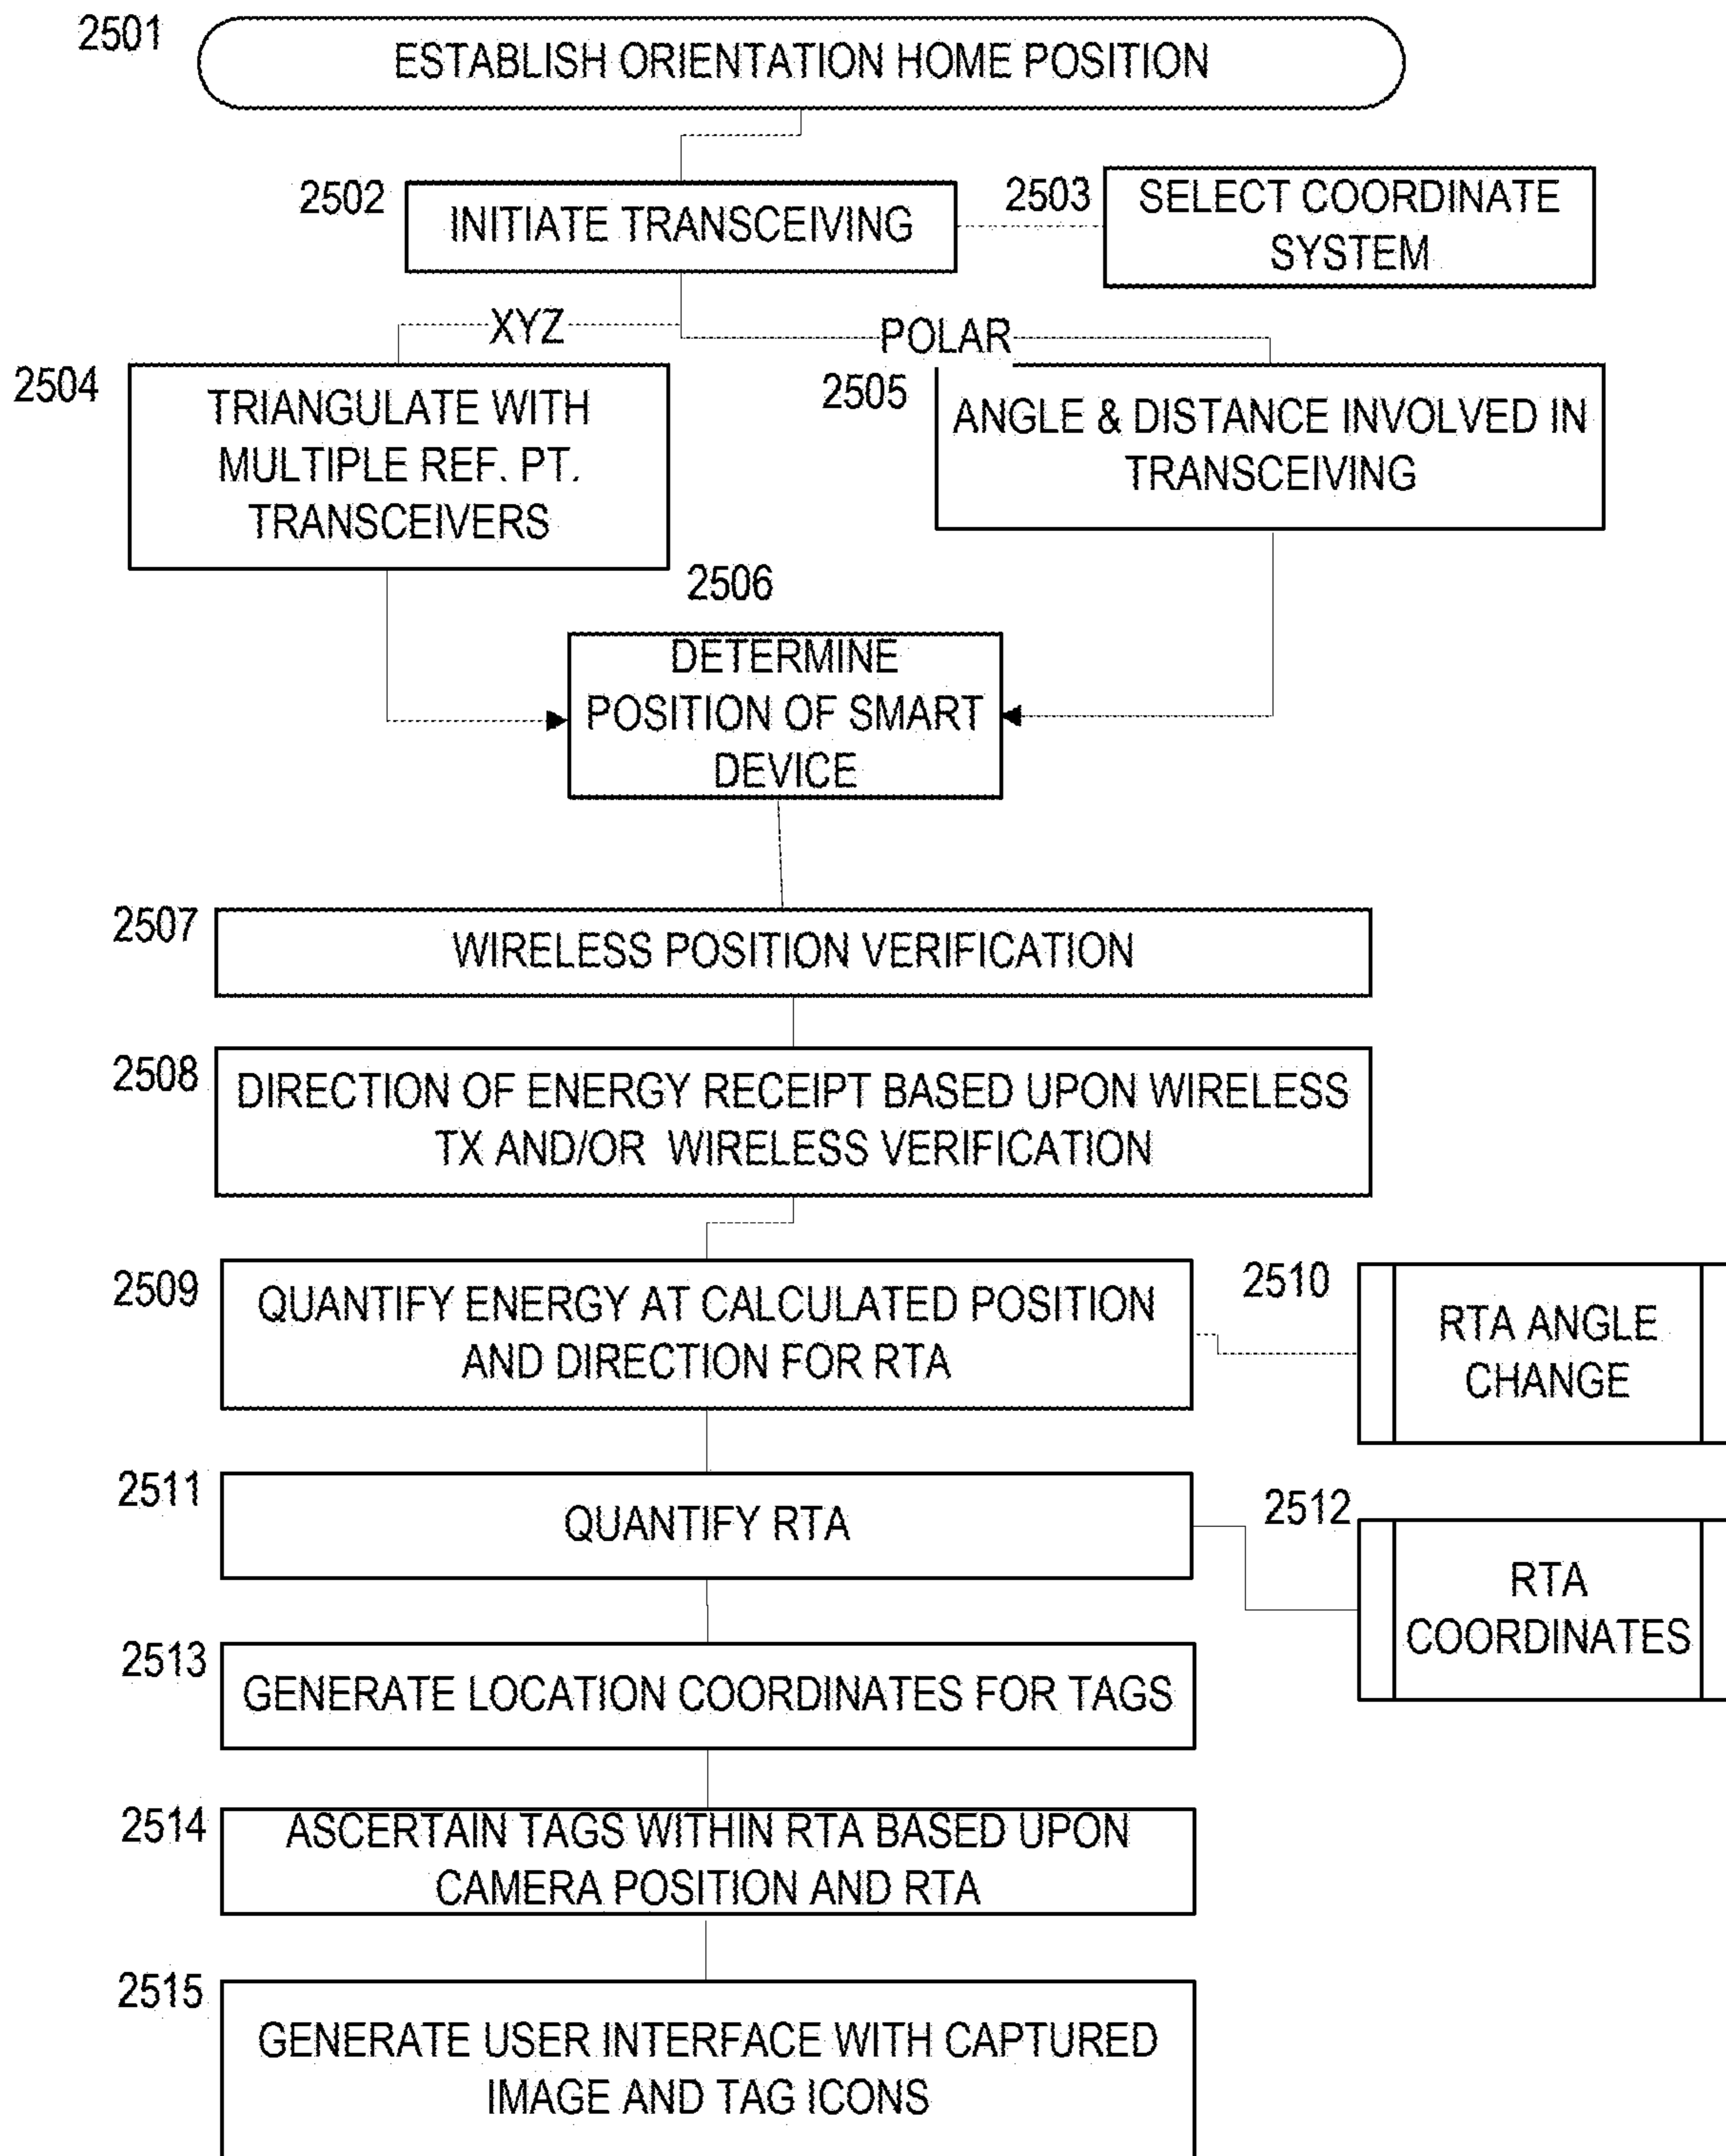 2501
ESTABLISH ORIENTATION HOME POSITION
2502
INITIATE TRANSCEIVING
2503
SELECT COORDINATE
SYSTEM
XYZ
POLAR
2504
TRIANGULATE WITH
MULTIPLE REF. PT.
TRANSCEIVERS
2505
ANGLE & DISTANCE INVOLVED IN
TRANSCEIVING
2506
DETERMINE
POSITION OF SMART
DEVICE
2507
WIRELESS POSITION VERIFICATION
2508
DIRECTION OF ENERGY RECEIPT BASED UPON WIRELESS
TX AND/OR WIRELESS VERIFICATION
2509
QUANTIFY ENERGY AT CALCULATED POSITION
AND DIRECTION FOR RTA
2510
RTA ANGLE
CHANGE
2511
QUANTIFY RTA
2512
RTA
COORDINATES
2513
GENERATE LOCATION COORDINATES FOR TAGS
2514
ASCERTAIN TAGS WITHIN RTA BASED UPON
CAMERA POSITION AND RTA
2515
GENERATE USER INTERFACE WITH CAPTURED
IMAGE AND TAG ICONS